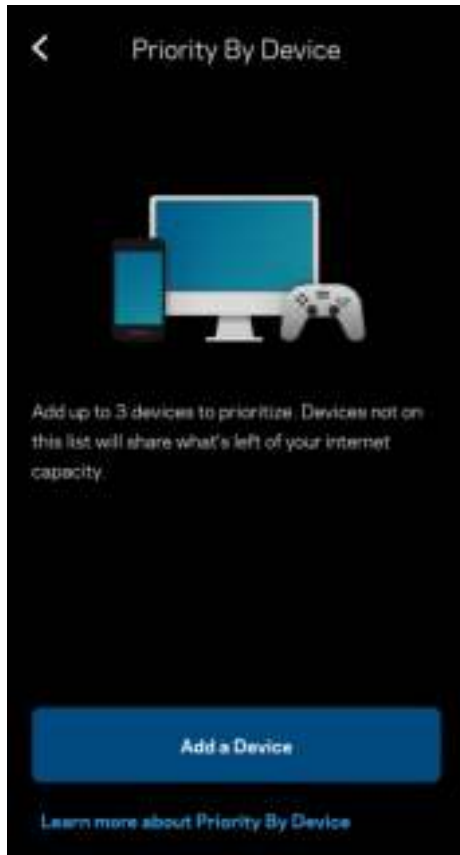 Priority By Device
Add up to 3 devices to prioritize. Devices not on
this list will share what's left of your internet
capacity.
Add a Device
Learn more about Priority By Device